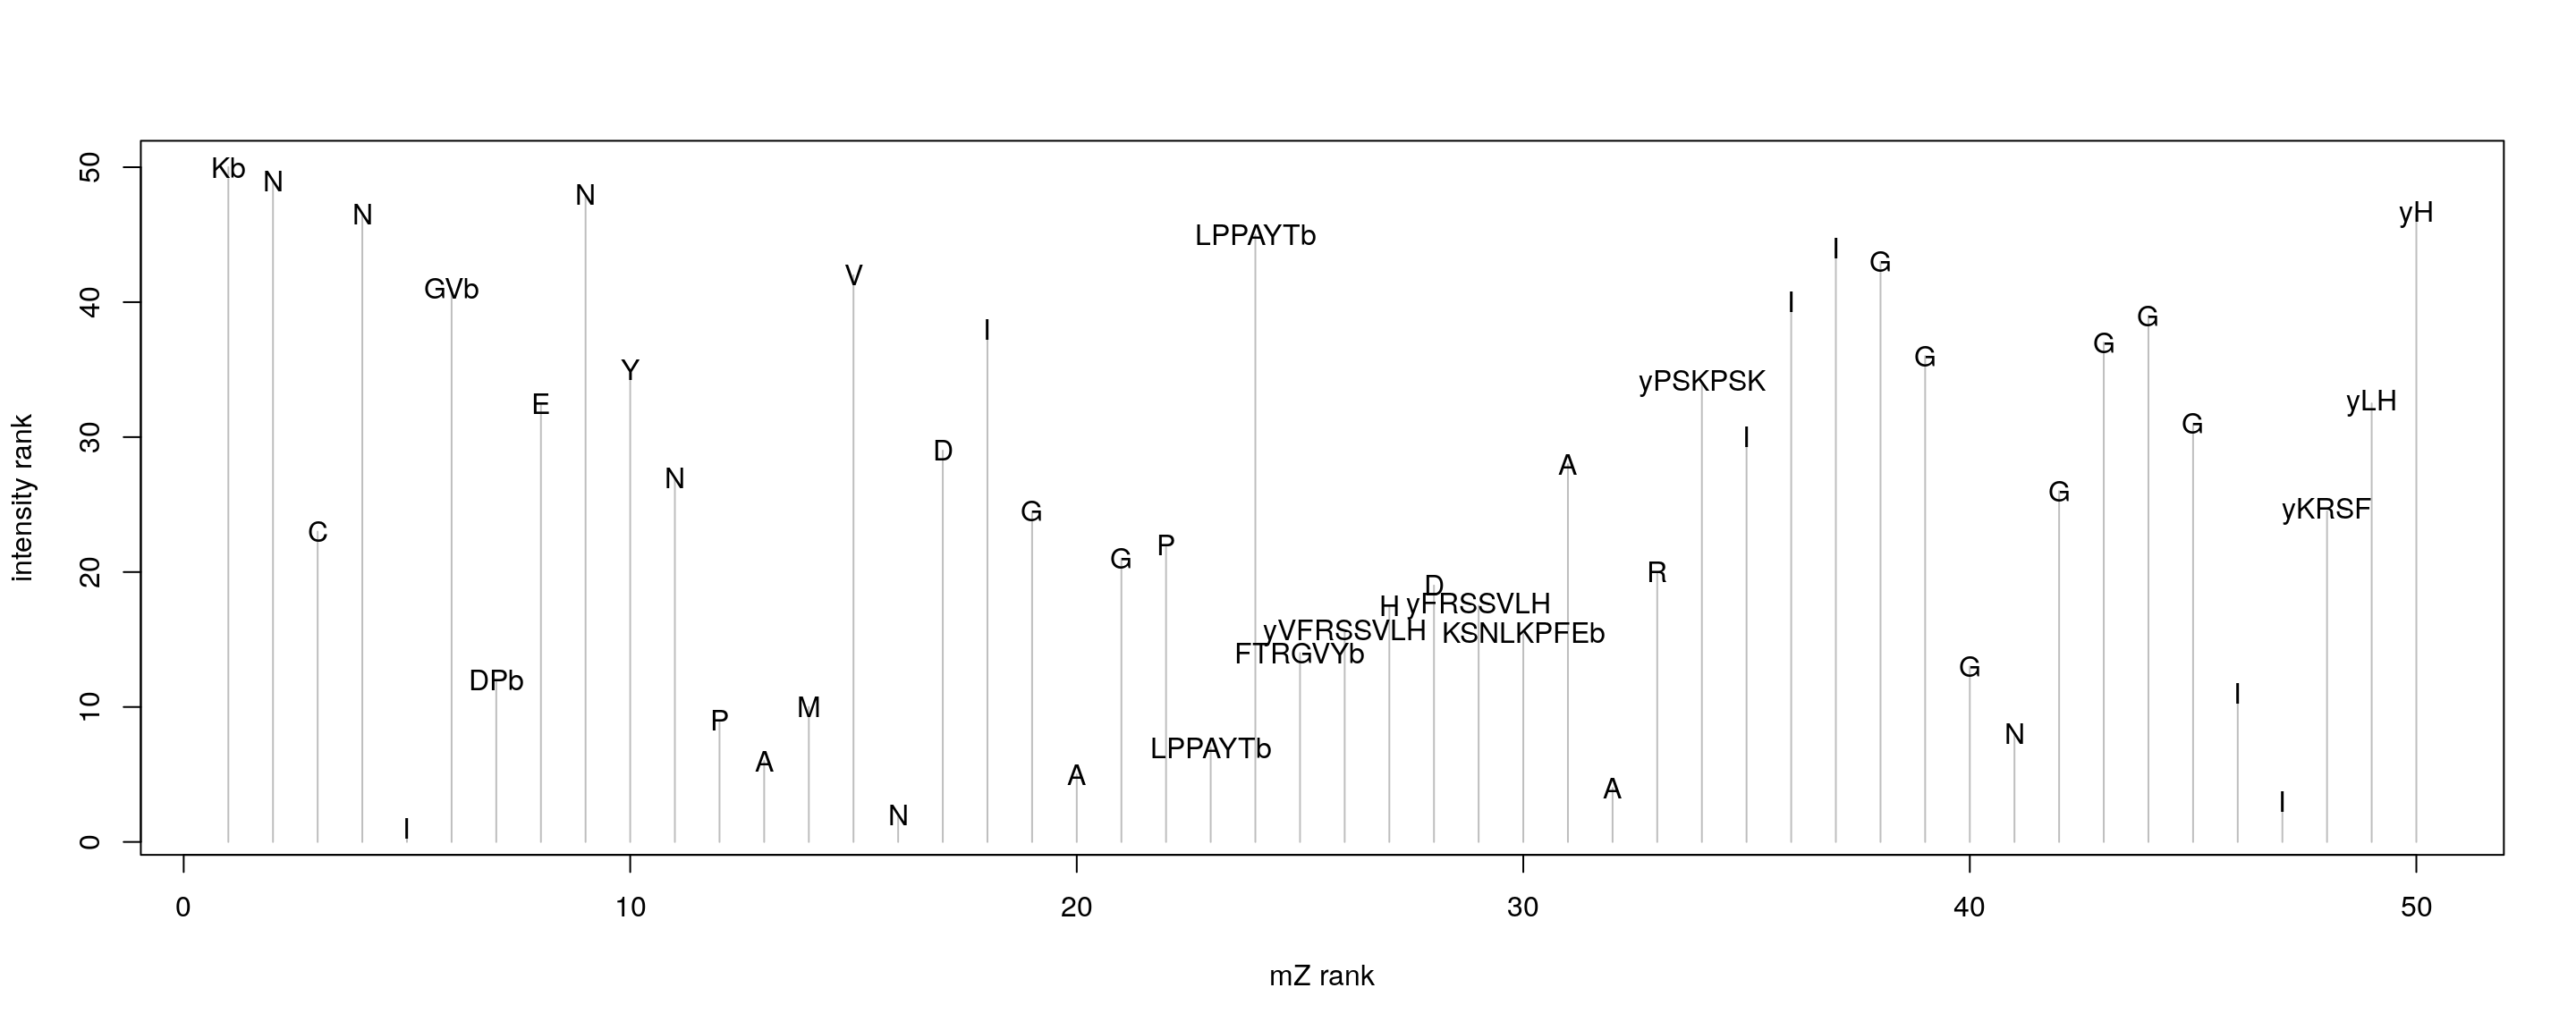 Kb
N
N
N
yH
LPPAYTb
I
V
G
GVb
I
G
I
G
Y
G
yPSKPSK
E
yLH
G
I
D
A
N
G
yKRSF
G
C
P
G
R
D
H
yFRSSVLH
yVFRSSVLH
KSNLKPFEb
FTRGVYb
G
DPb
I
M
P
N
LPPAYTb
A
A
A
I
N
I
intensity rank
50
40
30
20
10
0
0 10 20 30 40 50
mZ rank